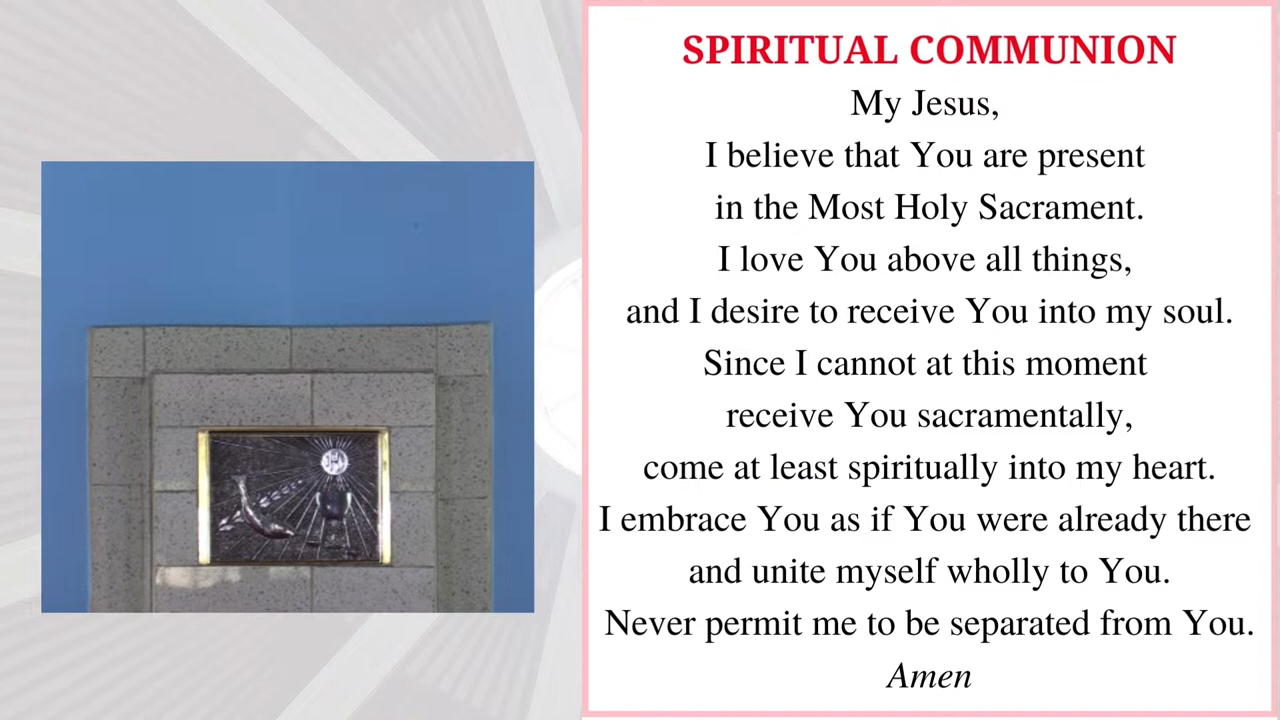 SPIRITUAL COMMUNION
My Jesus,
I believe that You are present
in the Most Holy Sacrament.
I love You above all things,
and I desire to receive You into my soul.
Since I cannot at this moment
receive You sacramentally,
come at least spiritually into my heart.
I embrace You as if You were already there
and unite myself wholly to You.
Never permit me to be separated from You.
Amen